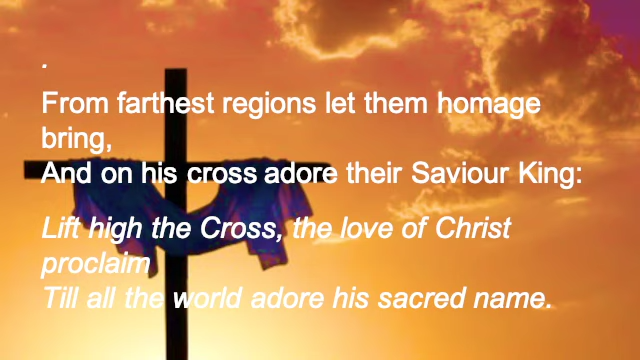 .
From farthest regions let them homage
bring,
And on his cross adore their Saviour King:
Lift high the Cross, the love of Christ
proclaim
Till all the world adore his sacred name.